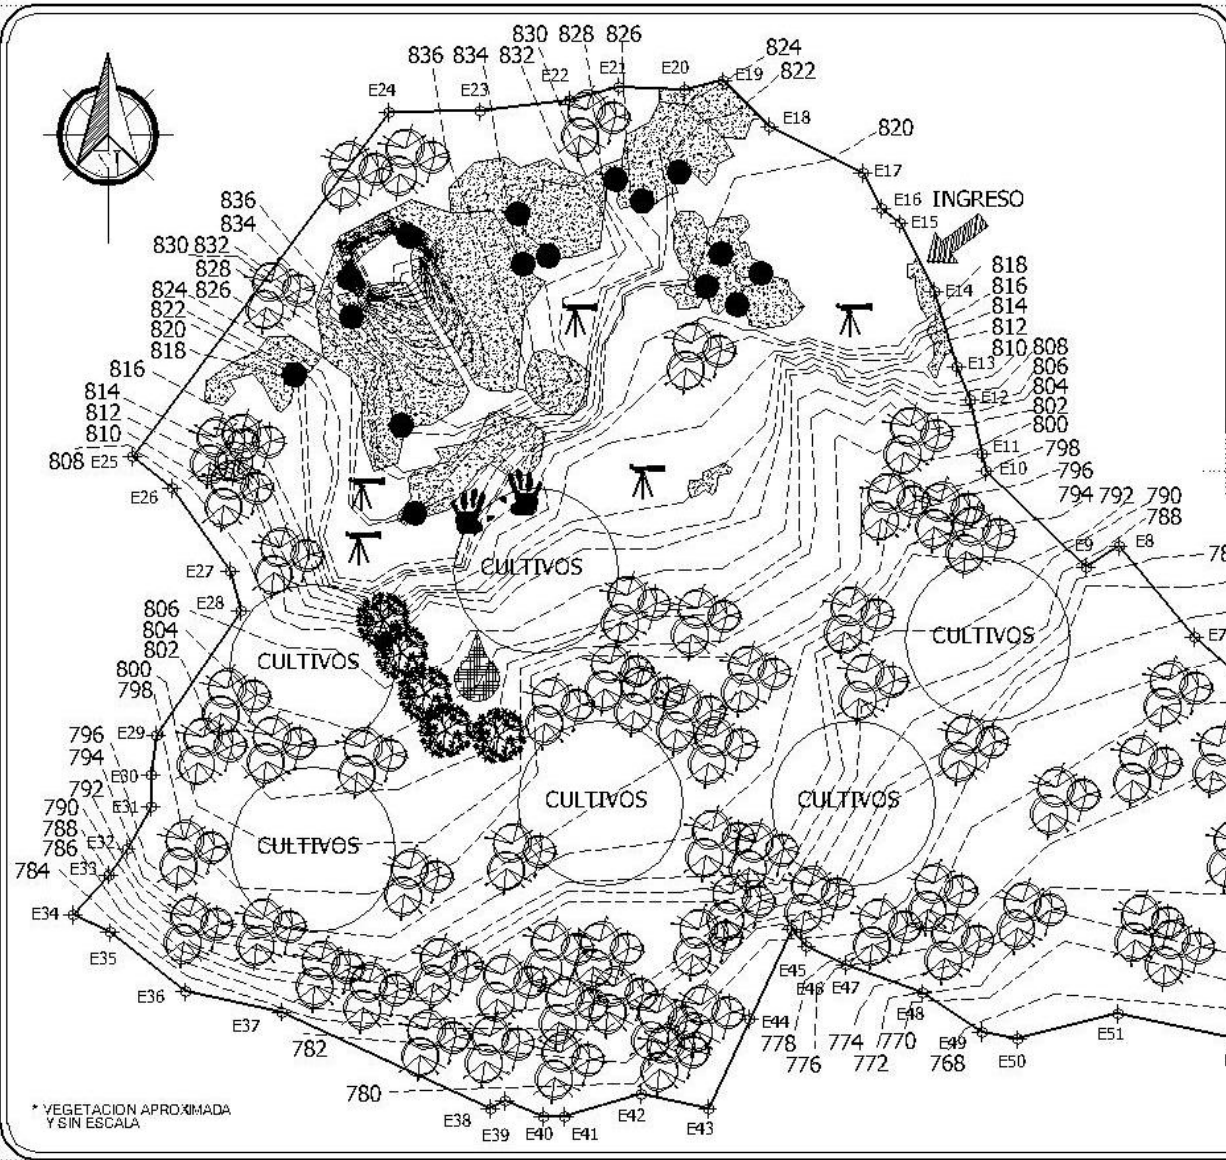 830 828 826
836 834 832 E22 E21 E20 E19 824
822
E24 E23 E18
820
E17
836 E16 INGRESO
834 E15
830 832
828 818
824 826 E14 816
822 814
820 812
818 810 808
816 E13 806
814 E12 804
812 802
810 E11 800
808 E25 E10 798
796
E26 794 792 790
788
E9 E8
CULTIVOS
E27
E28
806 E7
804 CULTIVOS CULTIVOS
802
800
798
E29
796
794 E30
792 E31 CULTIVOS CULTIVOS
790
788 E32 CULTIVOS
786
784 E33
E34
E35
E45
E36 E46 E47
E37 E48
E44 E51
782 778 774 770 E49
776 772 768 E50
780
* VEGETACION APROXIMADA
Y SIN ESCALA
E38 E42
E39 E40 E41 E43